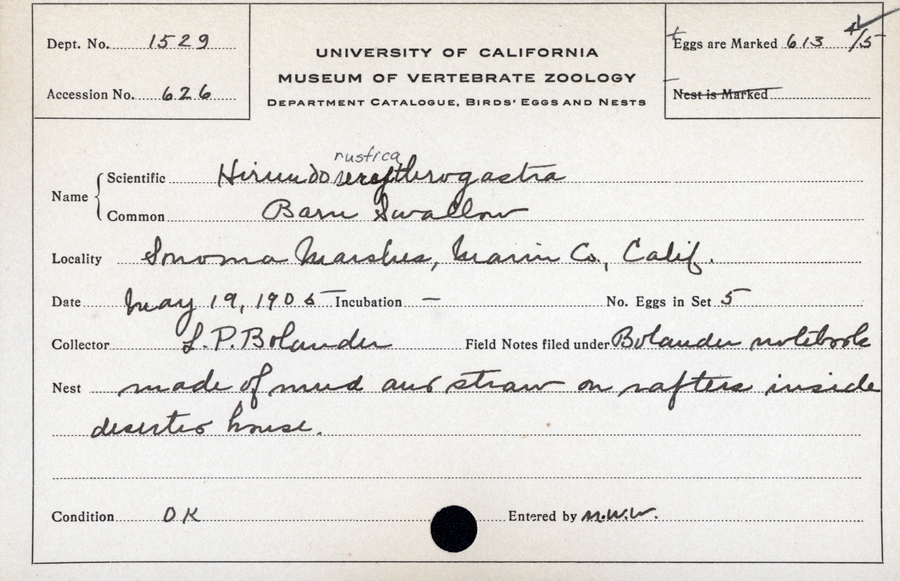 Dept. No. 1529
Accession No. 626
UNIVERSITY OF CALIFORNIA
MUSEUM OF VERTEBRATE ZOOLOGY
DEPARTMENT CATALOGUE, BIRDS' EGGS AND NESTS
Eggs are Marked 613 4/5
Nest is Marked
rustica
Name Scientific Hirundo erythrogastra
Common Barn Swallow
Locality Sonoma Marshes, Marin Co., Calif.
Date May 19, 1905 Incubation — No. Eggs in Set 5
Collector L.P. Bolander Field Notes filed under Bolander notebook
Nest made of mud and straw on rafters inside
deserted house.
Condition OK Entered by M.W.W.